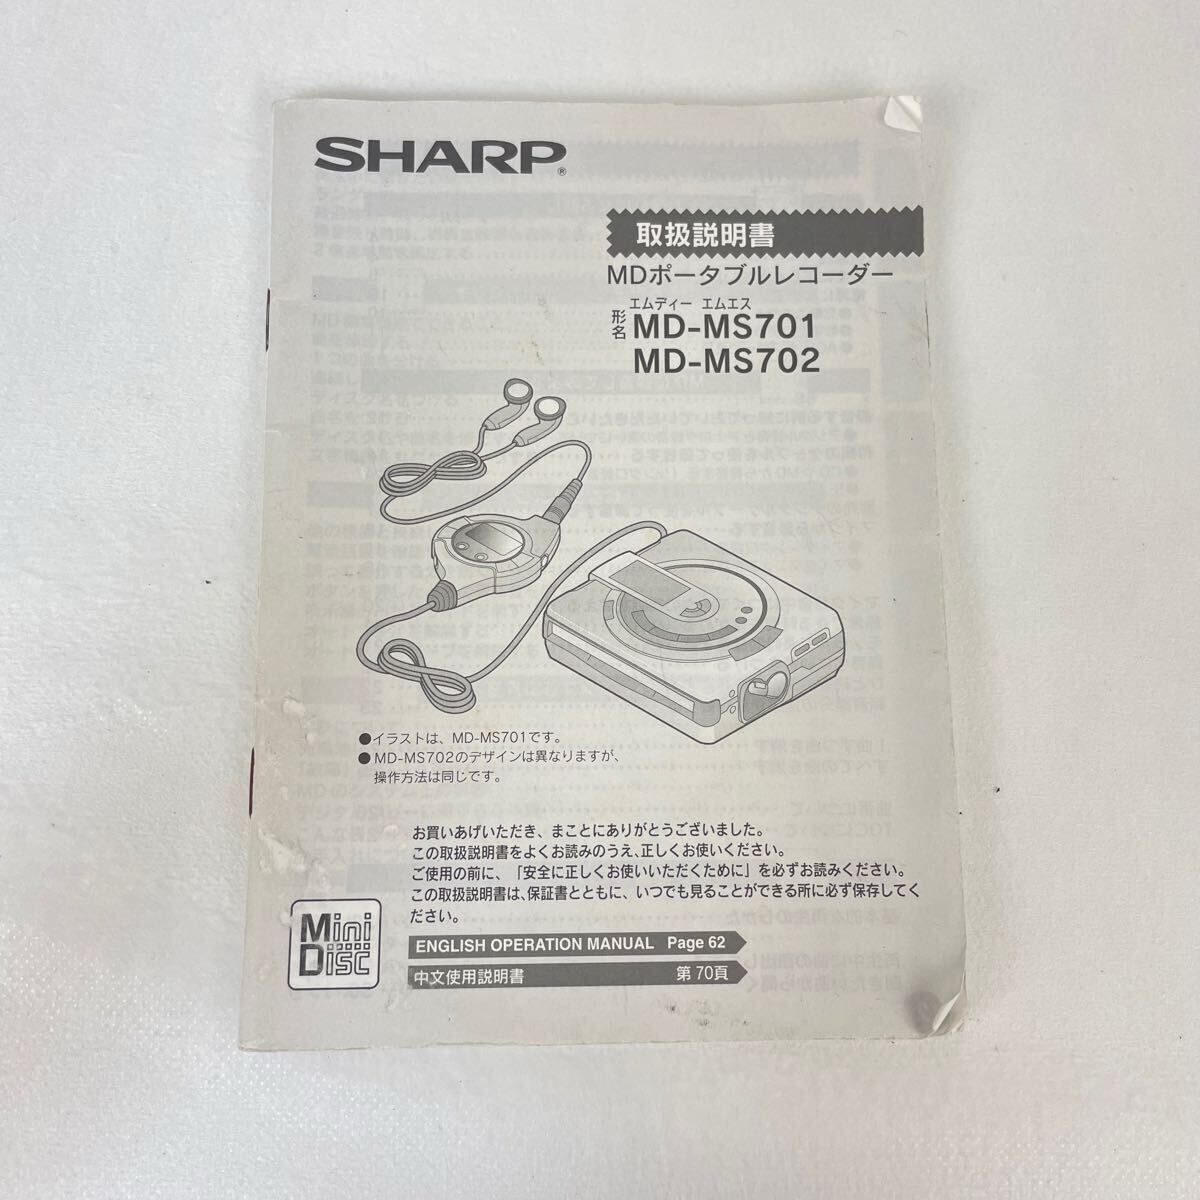 SHARP®
取扱説明書
MDポータブルレコーダー
エムディー エムエス
形名 MD-MS701
MD-MS702
●イラストは、MD-MS701です。
●MD-MS702のデザインは異なりますが、
操作方法は同じです。
お買いあげいただき、まことにありがとうございました。
この取扱説明書をよくお読みのうえ、正しくお使いください。
ご使用の前に、「安全に正しくお使いいただくために」を必ずお読みください。
この取扱説明書は、保証書とともに、いつでも見ることができる所に必ず保存してく
ださい。
Mini
Disc
ENGLISH OPERATION MANUAL Page 62
中文使用説明書 第70頁